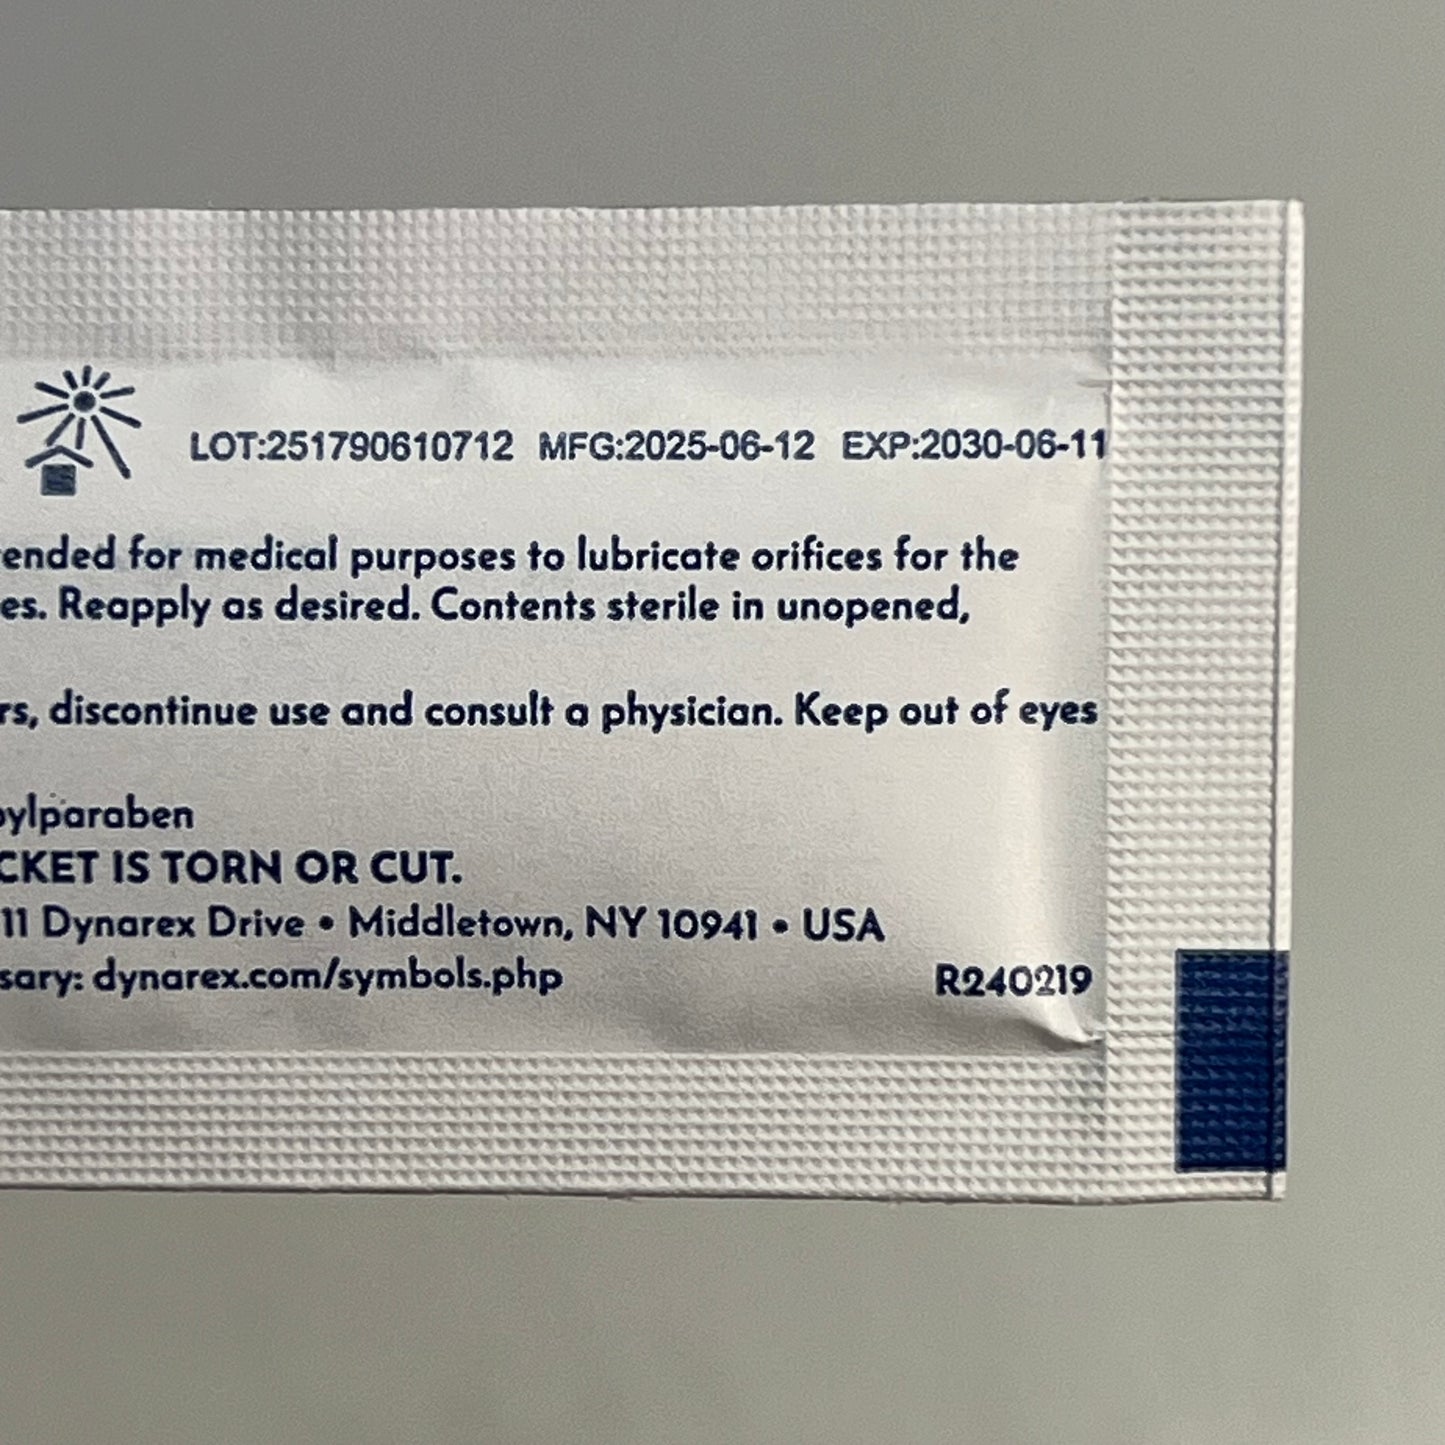 LOT:251790610712 MFG:2025-06-12 EXP:2030-06-11
ended for medical purposes to lubricate orifices for the
es. Reapply as desired. Contents sterile in unopened,
rs, discontinue use and consult a physician. Keep out of eyes
pylparaben
CKET IS TORN OR CUT.
11 Dynarex Drive • Middletown, NY 10941 • USA
sary: dynarex.com/symbols.php
R240219